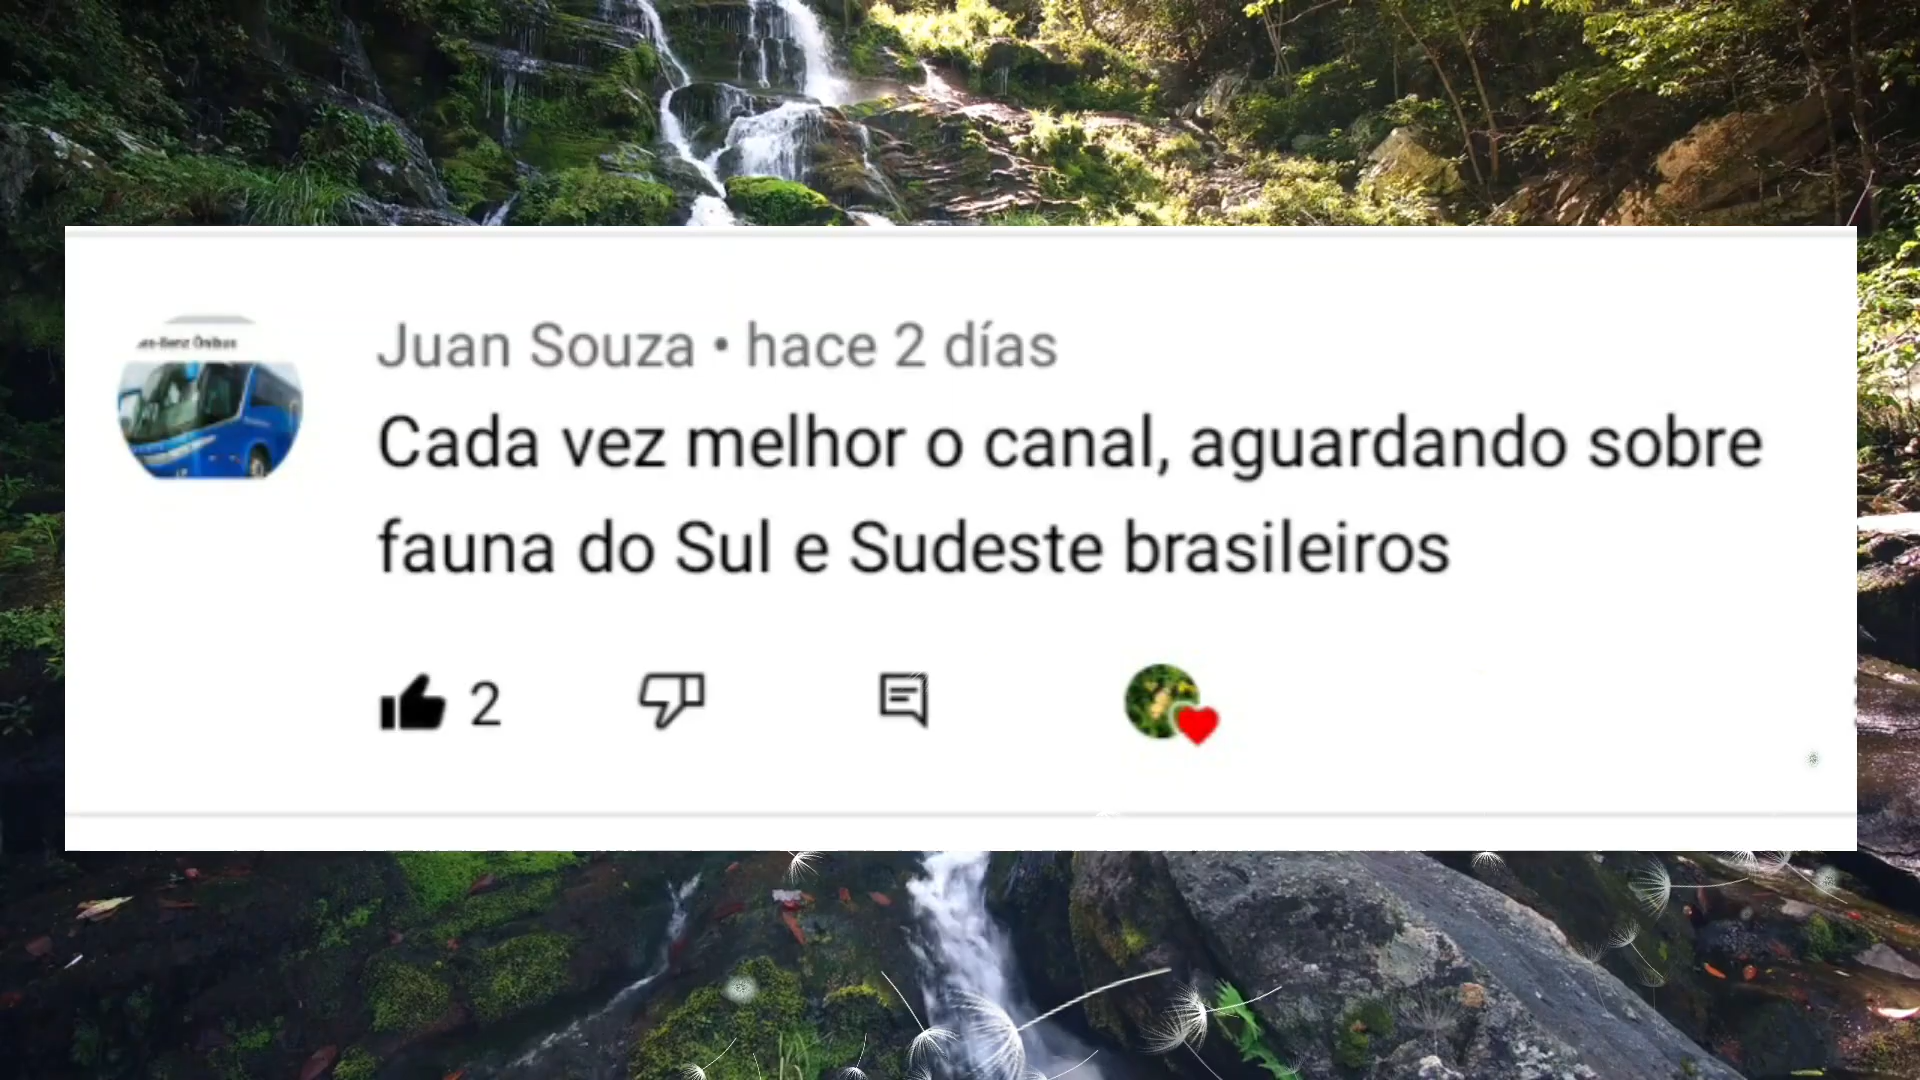 Juan Souza • hace 2 días
Cada vez melhor o canal, aguardando sobre
fauna do Sul e Sudeste brasileiros
2